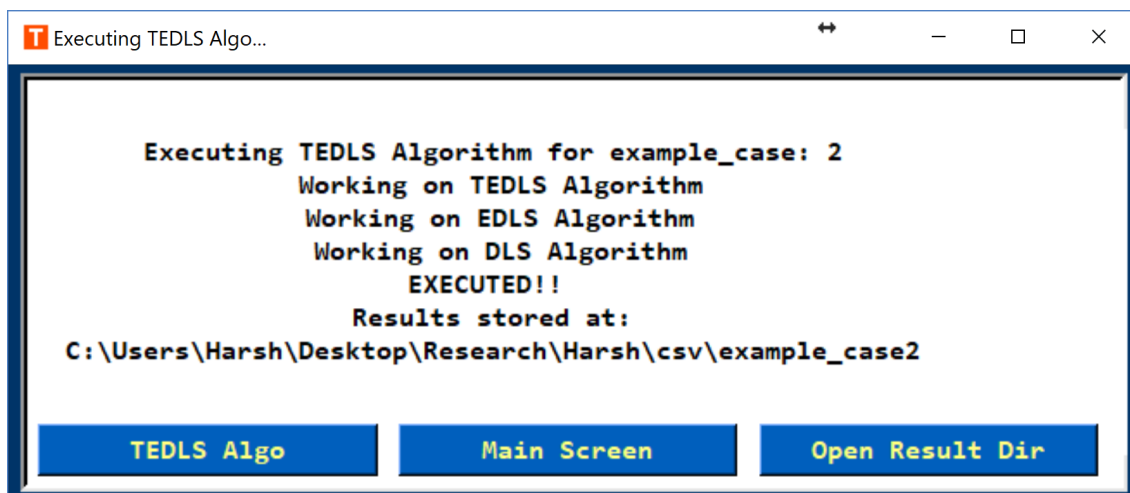 T Executing TEDLS Algo...
Executing TEDLS Algorithm for example_case: 2
Working on TEDLS Algorithm
Working on EDLS Algorithm
Working on DLS Algorithm
EXECUTED!!
Results stored at:
C:\Users\Harsh\Desktop\Research\Harsh\csv\example_case2
TEDLS Algo Main Screen Open Result Dir